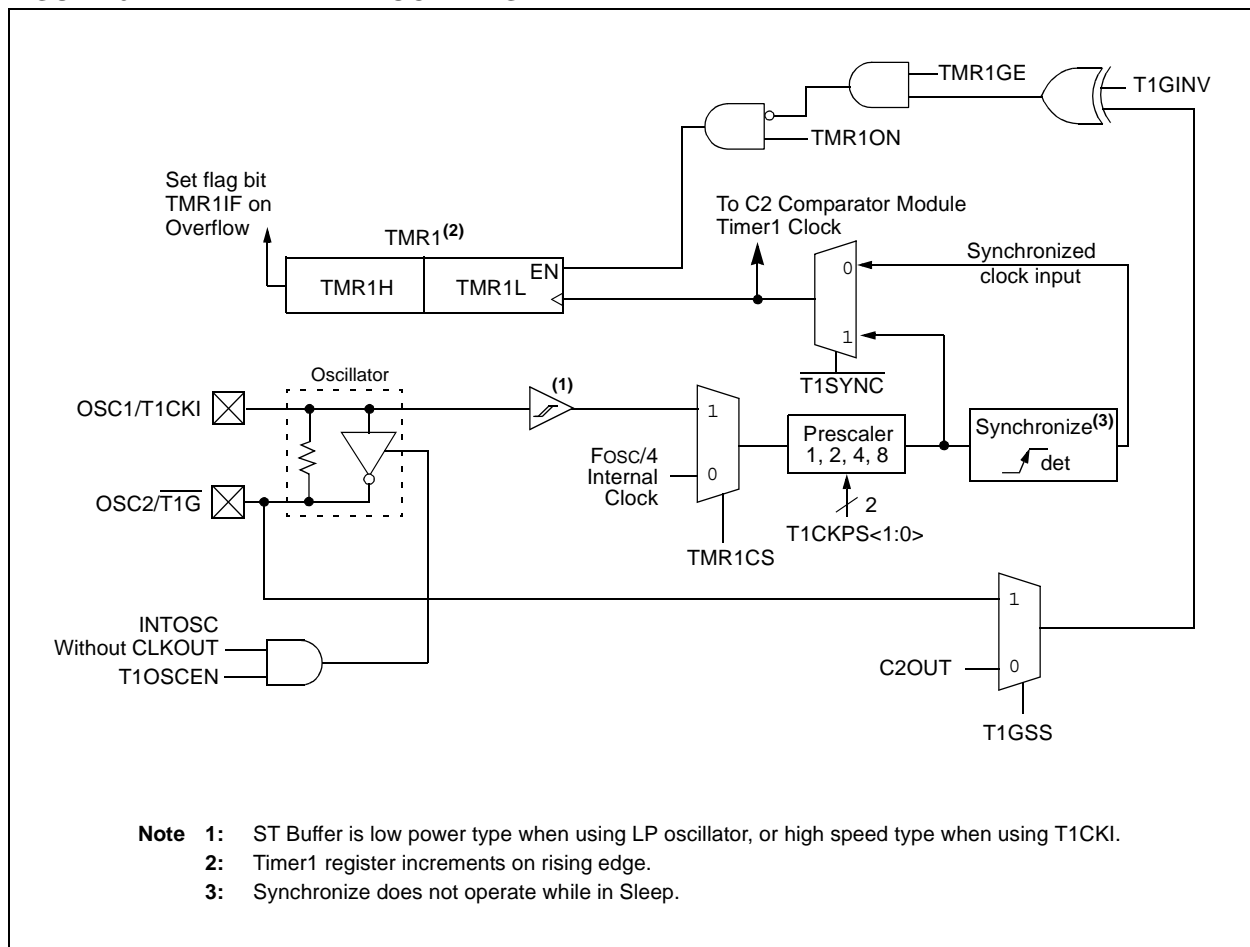 TMR1GE
T1GINV
TMR1ON
Set flag bit
TMR1IF on
Overflow
To C2 Comparator Module
Timer1 Clock
TMR1(2)
EN
TMR1H
TMR1L
0
Synchronized
clock input
1
T1SYNC
Oscillator
(1)
OSC1/T1CKI
1
Prescaler
1, 2, 4, 8
Synchronize(3)
det
FOSC/4
Internal
Clock
0
OSC2/T1G
2
T1CKPS<1:0>
TMR1CS
1
INTOSC
Without CLKOUT
T1OSCEN
C2OUT
0
T1GSS
Note 1: ST Buffer is low power type when using LP oscillator, or high speed type when using T1CKI.
2: Timer1 register increments on rising edge.
3: Synchronize does not operate while in Sleep.